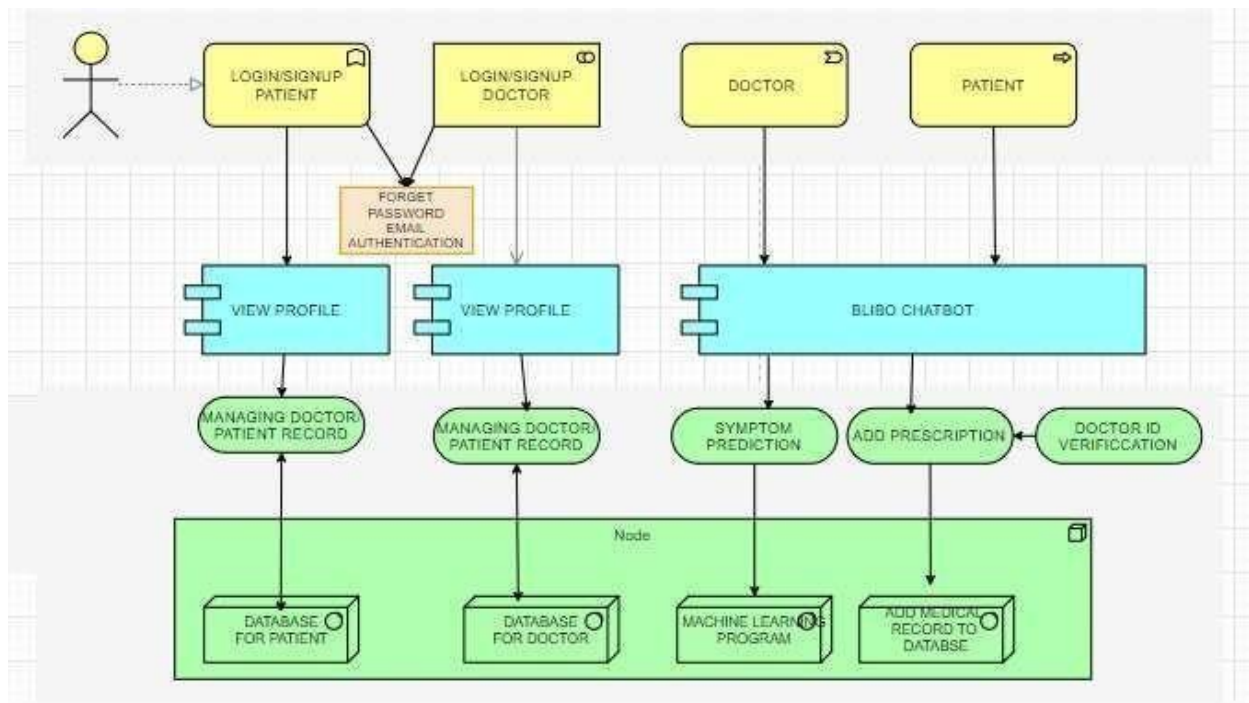 LOGIN/SIGNUP
PATIENT
LOGIN/SIGNUP
DOCTOR
DOCTOR
PATIENT
FORGET
PASSWORD
EMAIL
AUTHENTICATION
VIEW PROFILE
VIEW PROFILE
BLIBO CHATBOT
MANAGING DOCTOR/
PATIENT RECORD
MANAGING DOCTOR/
PATIENT RECORD
SYMPTOM
PREDICTION
ADD PRESCRIPTION
DOCTOR ID
VERIFICCATION
Node
DATABASE
FOR PATIENT
DATABASE
FOR DOCTOR
MACHINE LEARNING
PROGRAM
ADD MEDICAL
RECORD TO
DATABSE